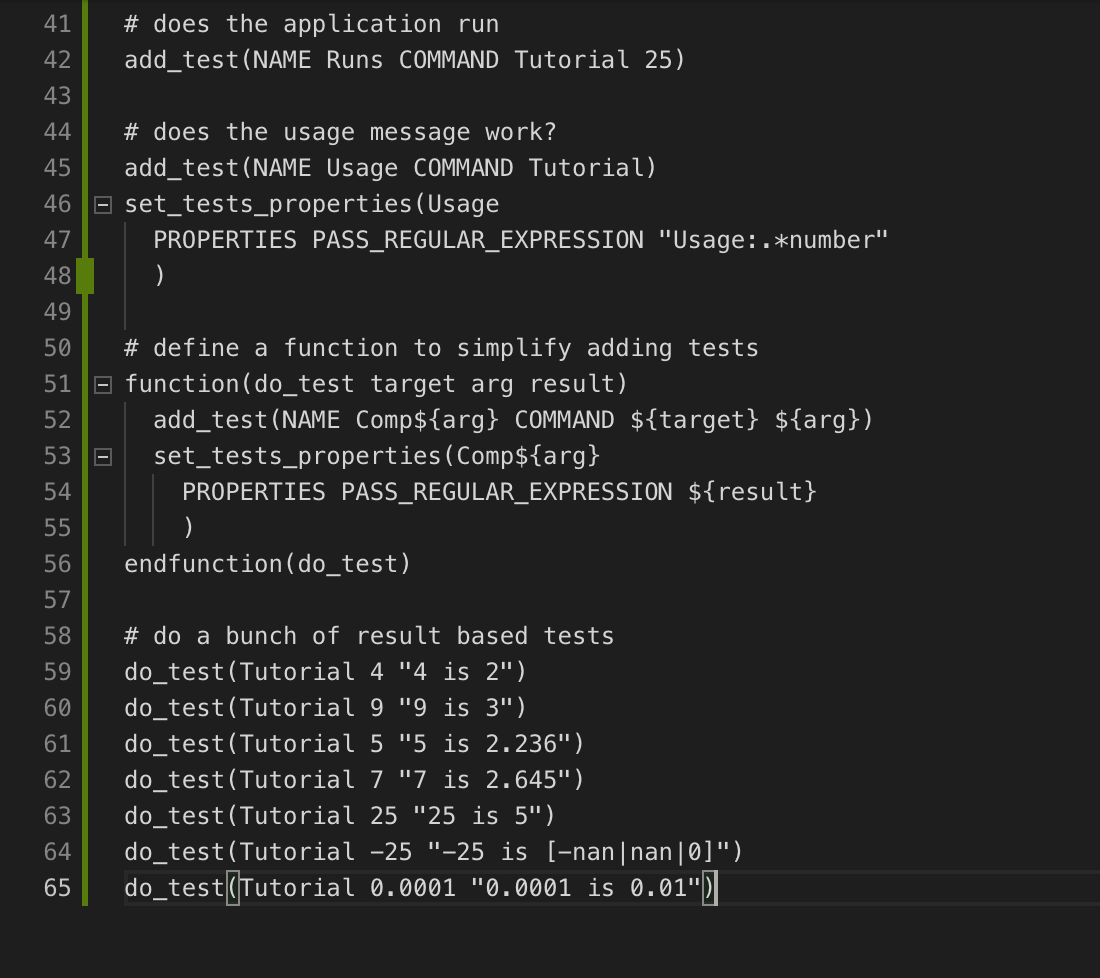 41 # does the application run
42 add_test(NAME Runs COMMAND Tutorial 25)
43
44 # does the usage message work?
45 add_test(NAME Usage COMMAND Tutorial)
46 set_tests_properties(Usage
47   PROPERTIES PASS_REGULAR_EXPRESSION "Usage:.*number"
48   )
49
50 # define a function to simplify adding tests
51 function(do_test target arg result)
52   add_test(NAME Comp${arg} COMMAND ${target} ${arg})
53   set_tests_properties(Comp${arg}
54     PROPERTIES PASS_REGULAR_EXPRESSION ${result}
55     )
56 endfunction(do_test)
57
58 # do a bunch of result based tests
59 do_test(Tutorial 4 "4 is 2")
60 do_test(Tutorial 9 "9 is 3")
61 do_test(Tutorial 5 "5 is 2.236")
62 do_test(Tutorial 7 "7 is 2.645")
63 do_test(Tutorial 25 "25 is 5")
64 do_test(Tutorial -25 "-25 is [-nan|nan|0]")
65 do_test(Tutorial 0.0001 "0.0001 is 0.01")